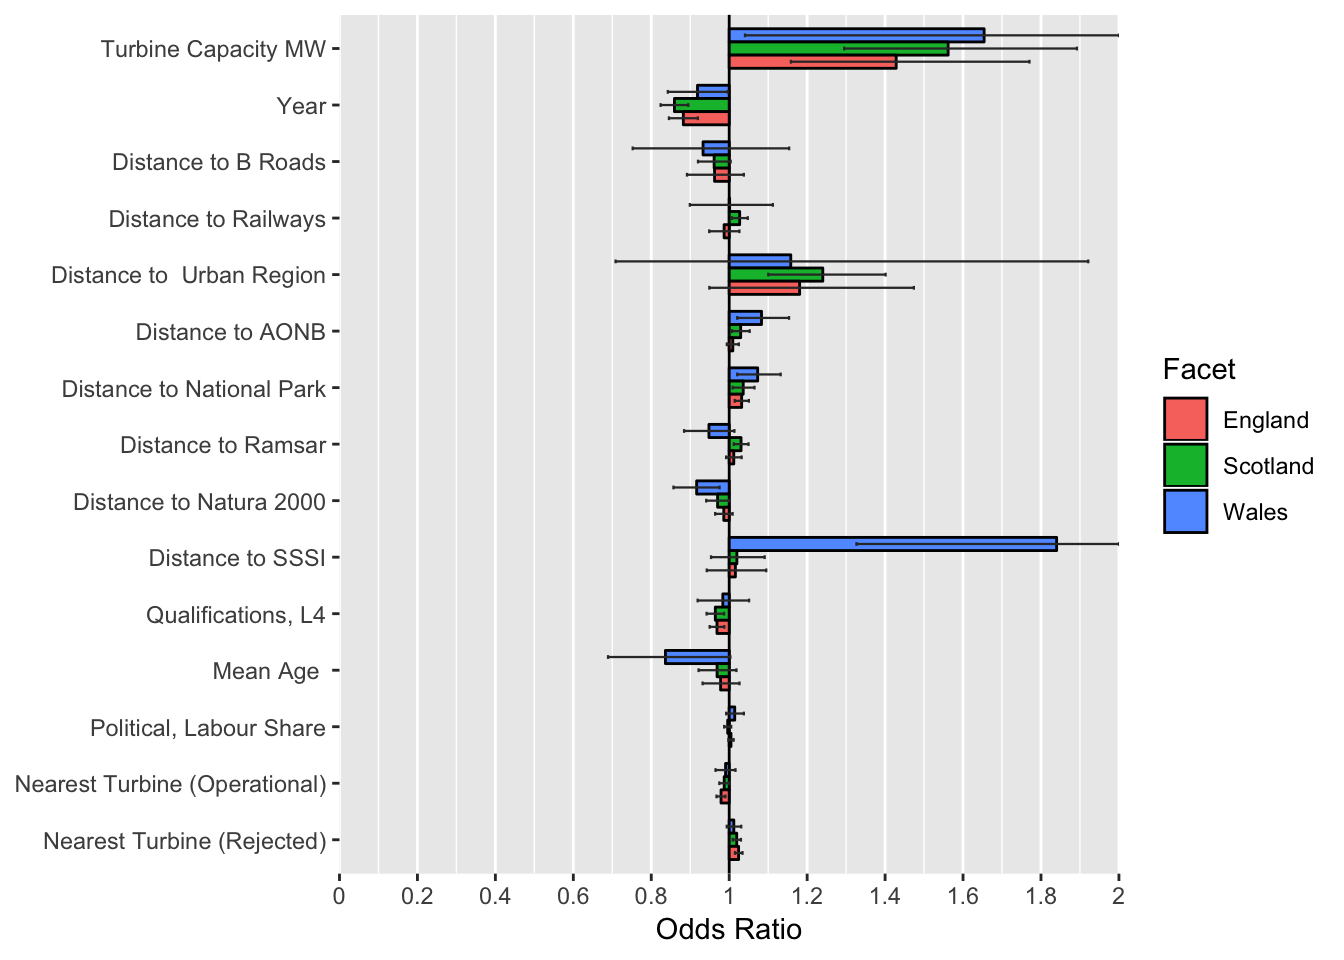 Turbine Capacity MW
Year
Distance to B Roads
Distance to Railways
Distance to  Urban Region
Distance to AONB
Distance to National Park
Distance to Ramsar
Distance to Natura 2000
Distance to SSSI
Qualifications, L4
Mean Age
Political, Labour Share
Nearest Turbine (Operational)
Nearest Turbine (Rejected)
0 0.2 0.4 0.6 0.8 1 1.2 1.4 1.6 1.8 2
Odds Ratio
Facet
England
Scotland
Wales